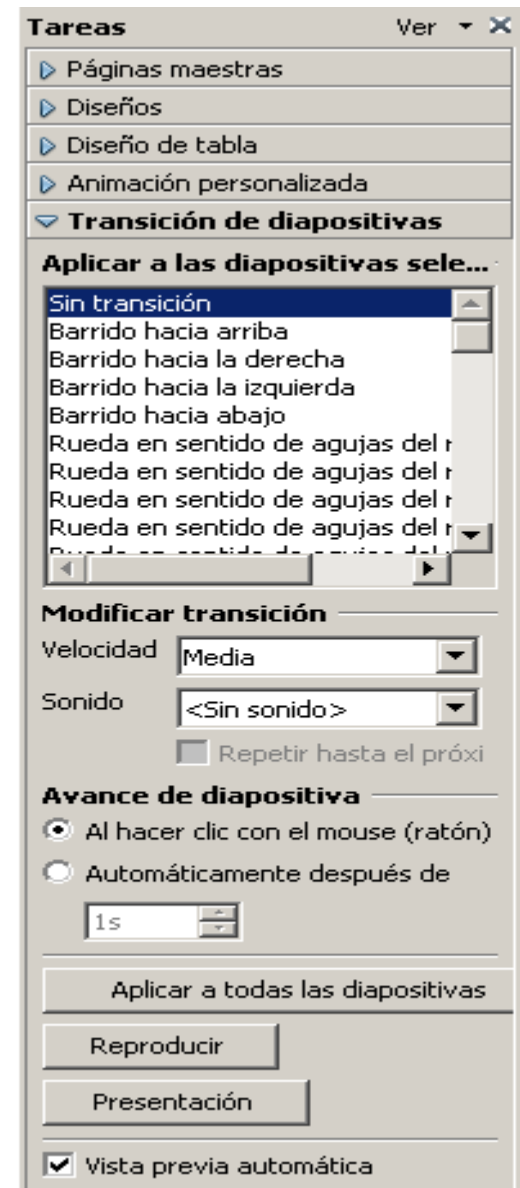 Tareas Ver
Páginas maestras
Diseños
Diseño de tabla
Animación personalizada
Transición de diapositivas
Aplicar a las diapositivas sele...
Sin transición
Barrido hacia arriba
Barrido hacia la derecha
Barrido hacia la izquierda
Barrido hacia abajo
Rueda en sentido de agujas del r
Rueda en sentido de agujas del r
Rueda en sentido de agujas del r
Rueda en sentido de agujas del r
Modificar transición
Velocidad Media
Sonido <Sin sonido>
Repetir hasta el próxi
Avance de diapositiva
Al hacer clic con el mouse (ratón)
Automáticamente después de
1s
Aplicar a todas las diapositivas
Reproducir
Presentación
Vista previa automática